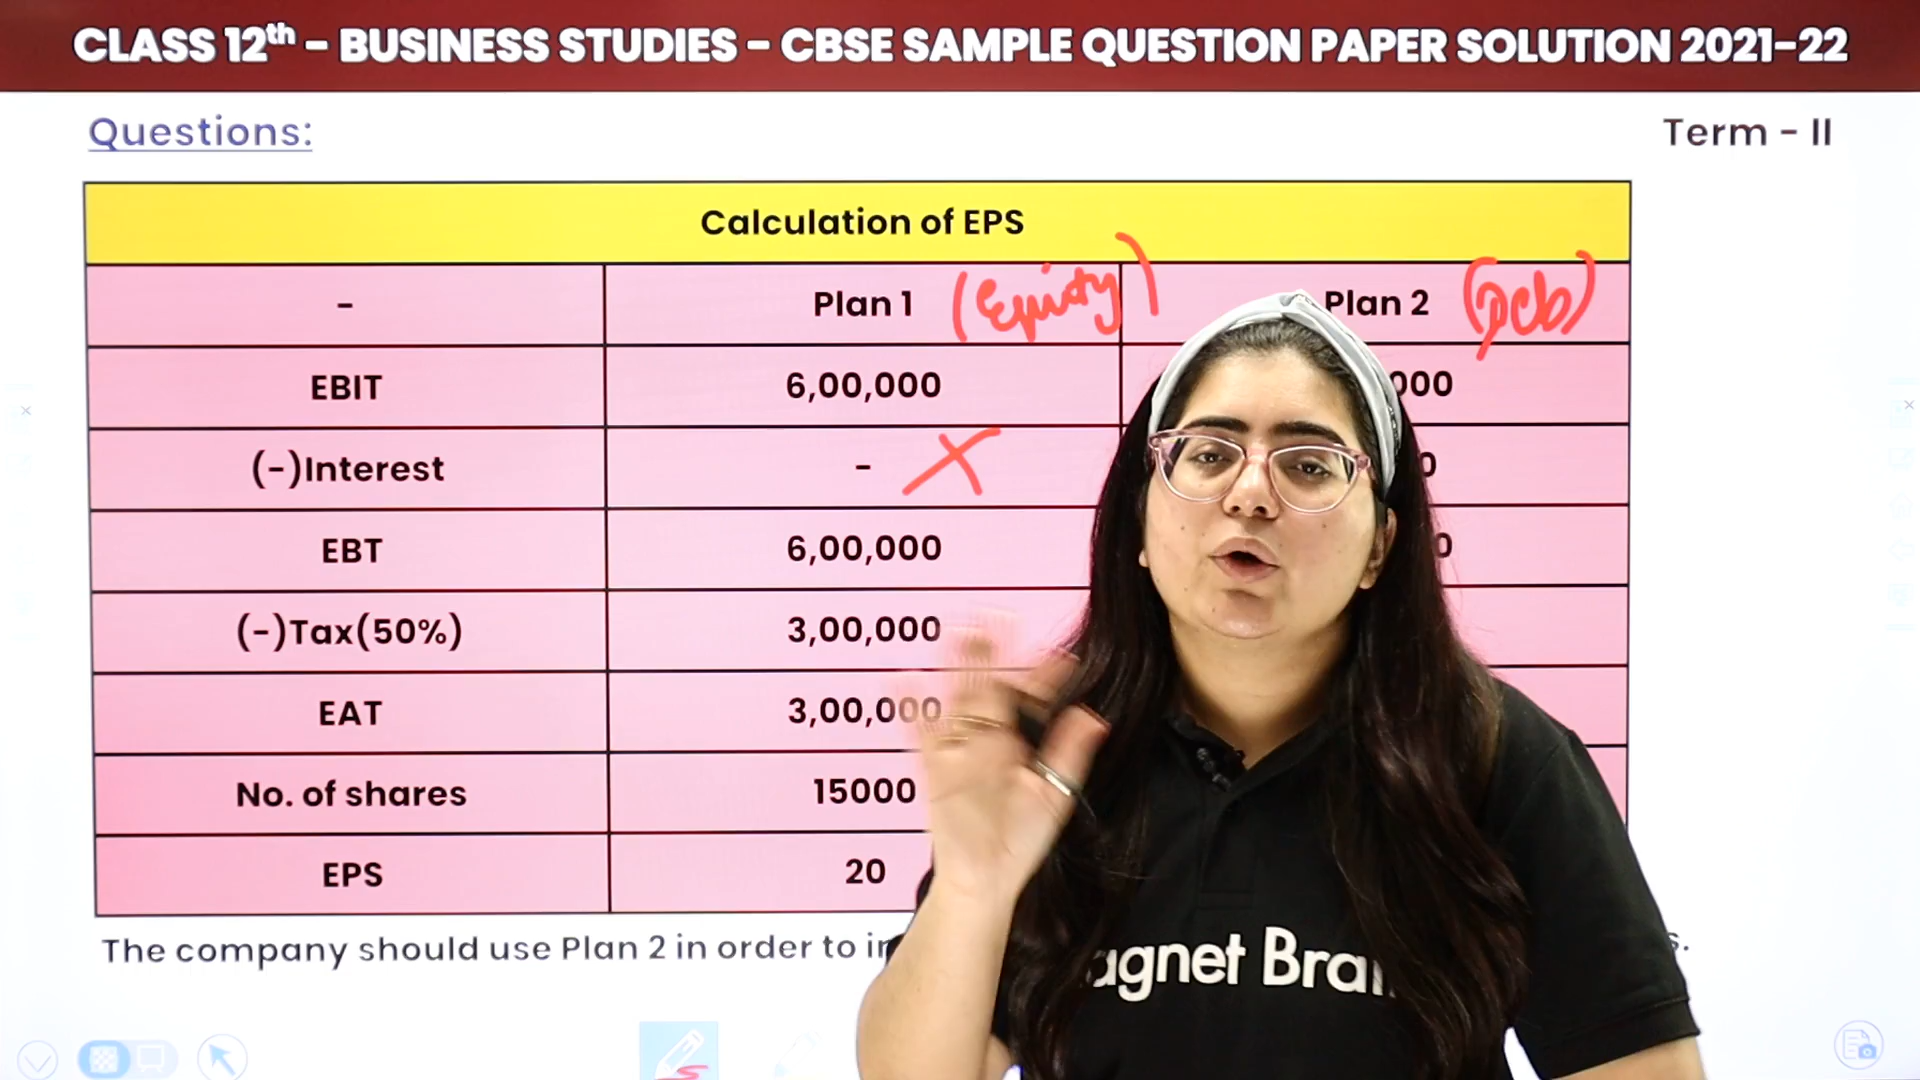 CLASS 12th – BUSINESS STUDIES – CBSE SAMPLE QUESTION PAPER SOLUTION 2021–22
Questions:
Term - II
Calculation of EPS
- Plan 1 (Equity) Plan 2 (Deb)
EBIT 6,00,000 000
(-)Interest - 0
EBT 6,00,000 0
(-)Tax(50%) 3,00,000
EAT 3,00,000
No. of shares 15000
EPS 20
The company should use Plan 2 in order to
agnet Bra